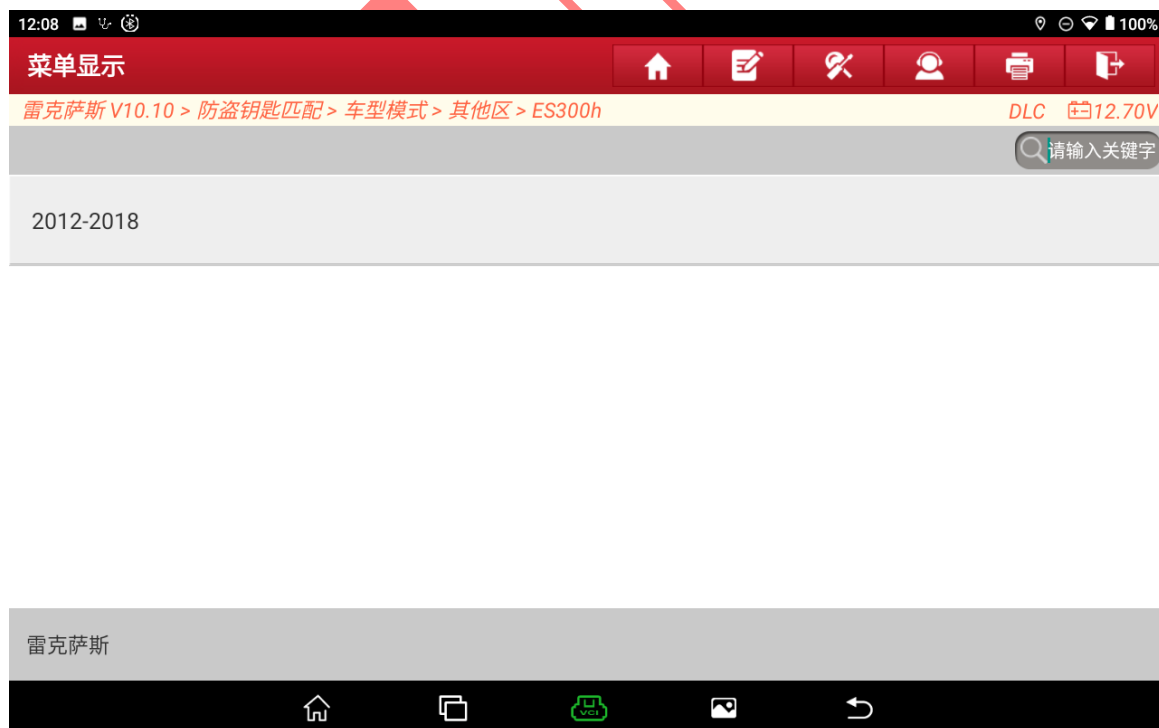 12:08
100%
菜单显示
雷克萨斯 V10.10 > 防盗钥匙匹配 > 车型模式 > 其他区 > ES300h
DLC 12.70V
请输入关键字
2012-2018
雷克萨斯
VCI